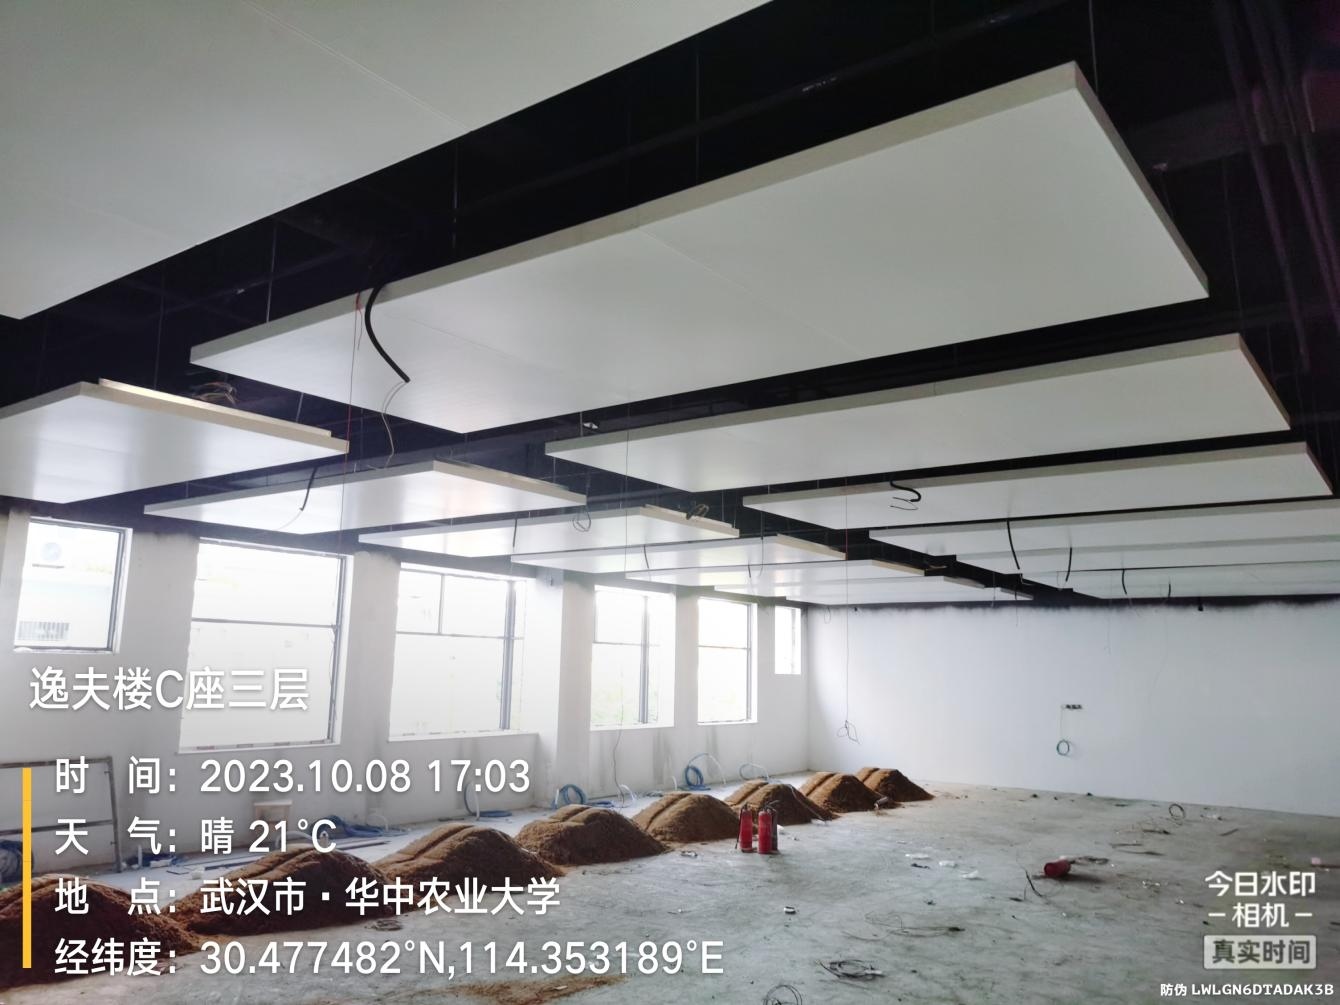 逸夫楼C座三层
时 间：2023.10.08 17:03
天 气：晴 21°C
地 点：武汉市·华中农业大学
经纬度：30.477482°N,114.353189°E
今日水印
－相机－
真实时间
防伪 LWLGN6DTADAK3B